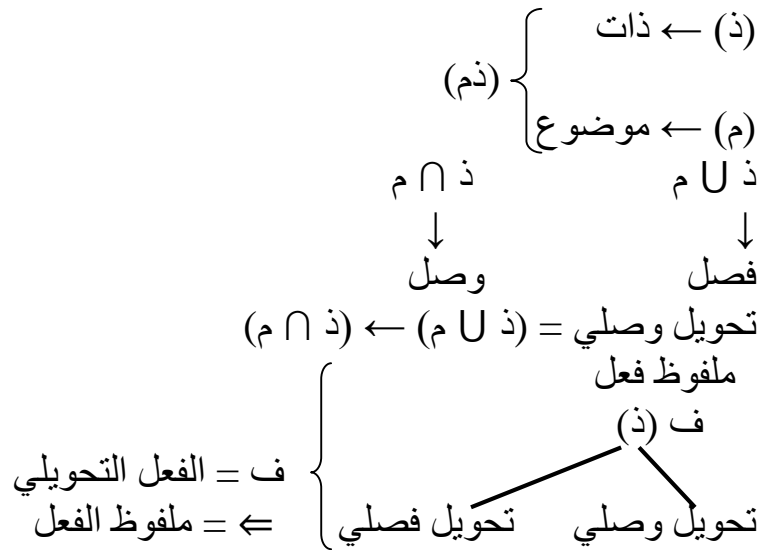 (ذ) ← ذات
(ذم)
(م) ← موضوع
ذ U م ذ ∩ م
↓ ↓
فصل وصل
تحويل وصلي = (ذ U م) ← (ذ ∩ م)
ملفوظ فعل
ف (ذ)
ف = الفعل التحويلي
تحويل وصلي تحويل فصلي ⇐ = ملفوظ الفعل